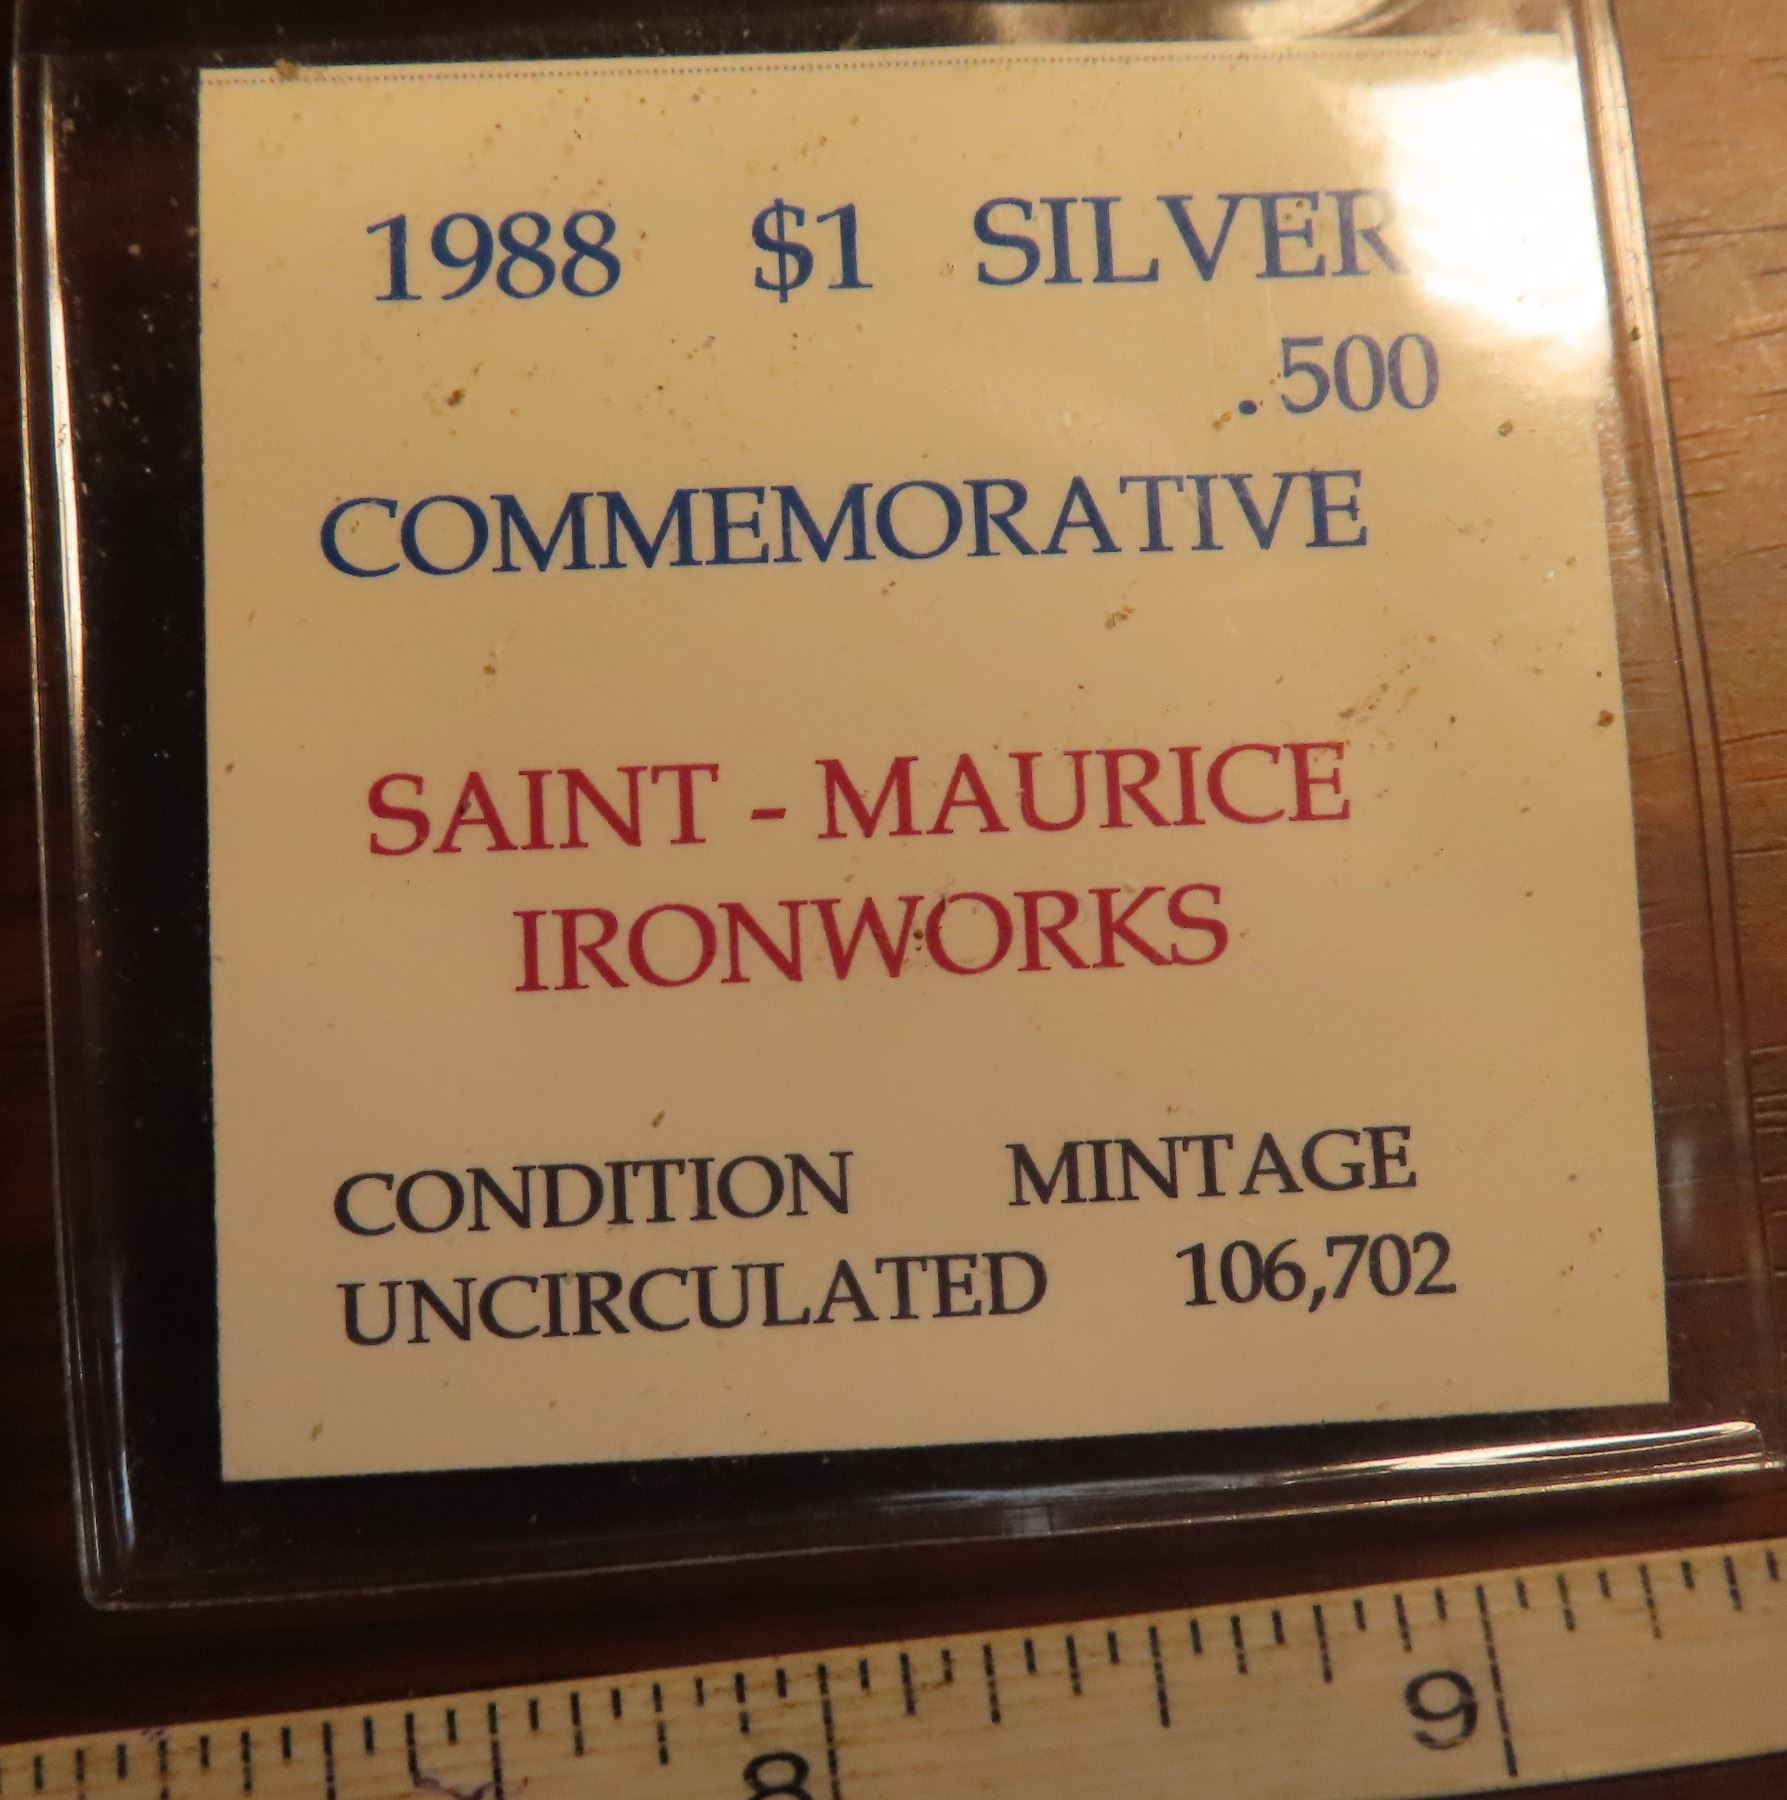 1988 $1 SILVER
.500
COMMEMORATIVE
SAINT - MAURICE
IRONWORKS
CONDITION MINTAGE
UNCIRCULATED 106,702
8 9